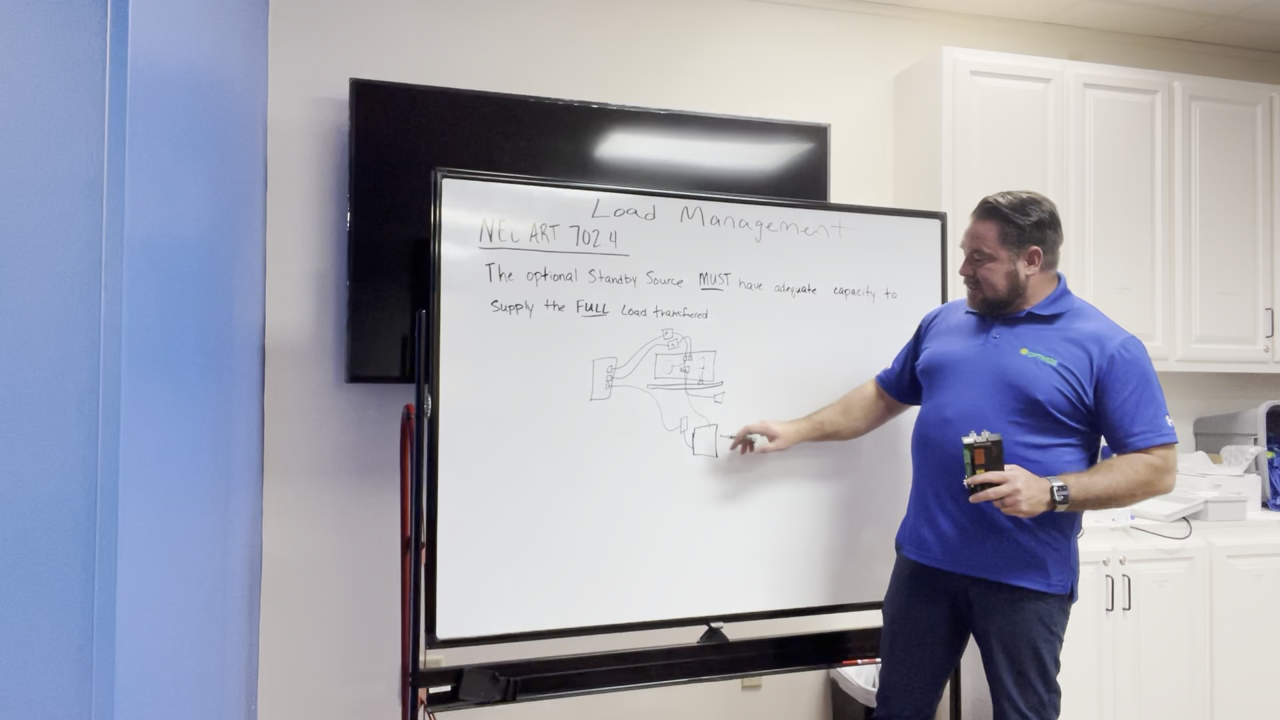 Load Management
NEC ART 702.4
The optional Standby Source MUST have adequate capacity to
Supply the FULL Load transfered